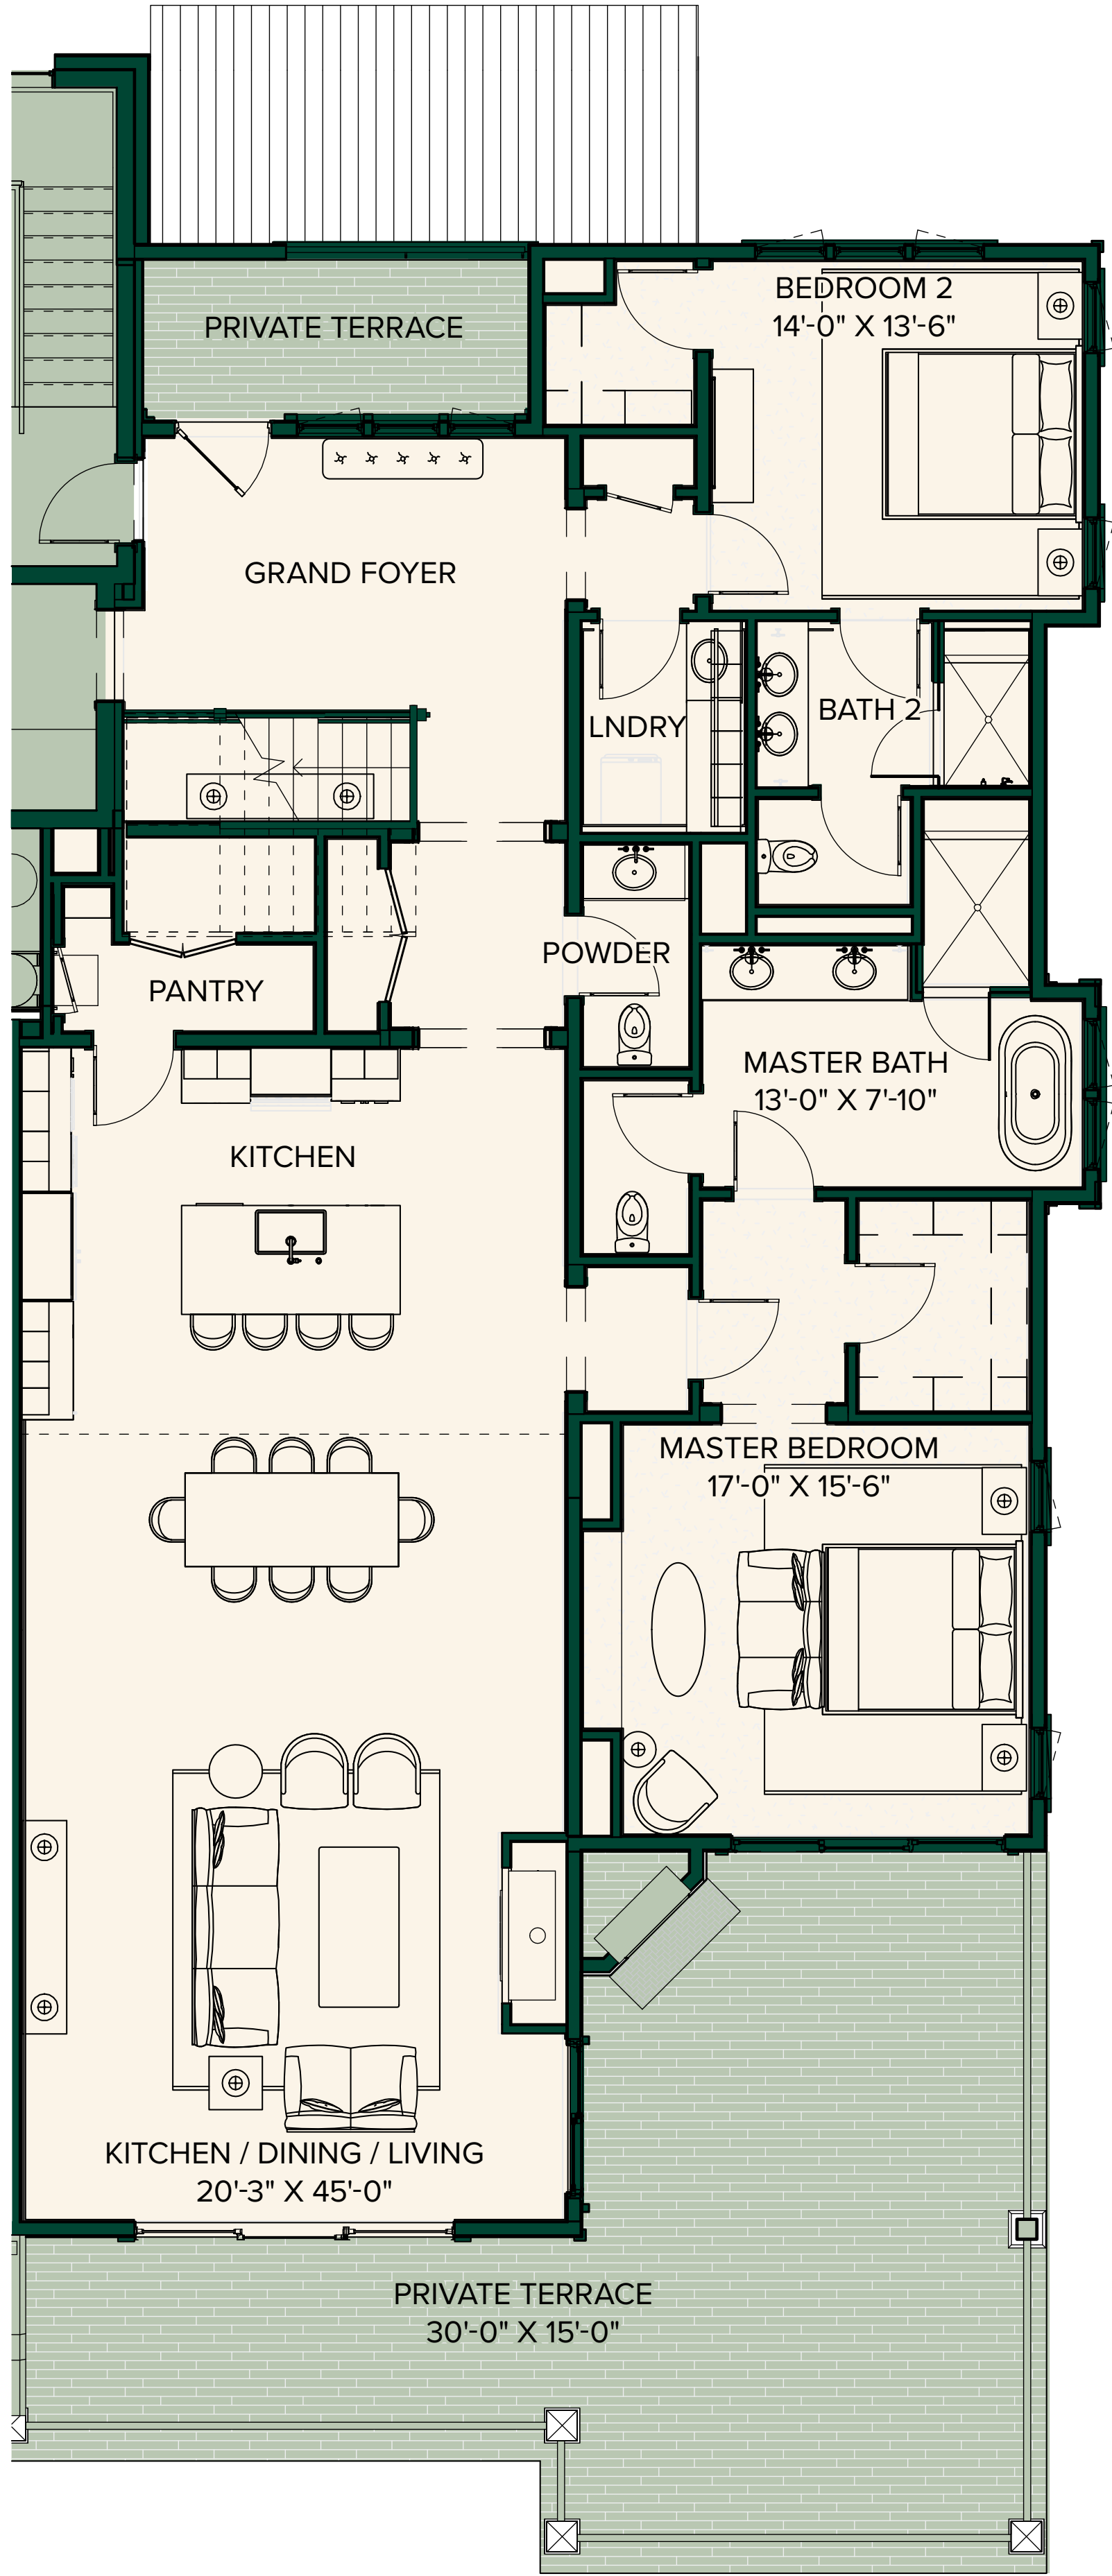 PRIVATE TERRACE
BEDROOM 2
14'-0" X 13'-6"
GRAND FOYER
LNDRY
BATH 2
POWDER
PANTRY
MASTER BATH
13'-0" X 7'-10"
KITCHEN
MASTER BEDROOM
17'-0" X 15'-6"
KITCHEN / DINING / LIVING
20'-3" X 45'-0"
PRIVATE TERRACE
30'-0" X 15'-0"